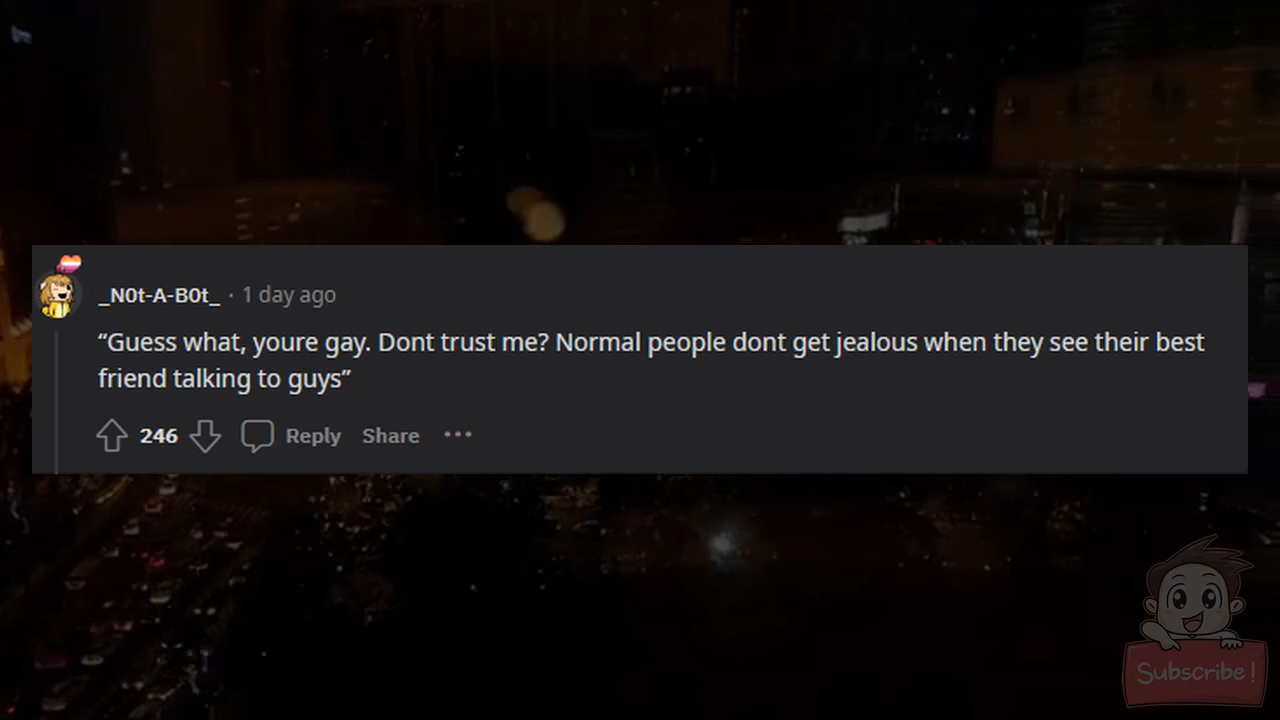 _N0t-A-B0t_ · 1 day ago
“Guess what, youre gay. Dont trust me? Normal people dont get jealous when they see their best
friend talking to guys”
246 Reply Share ···
Subscribe!